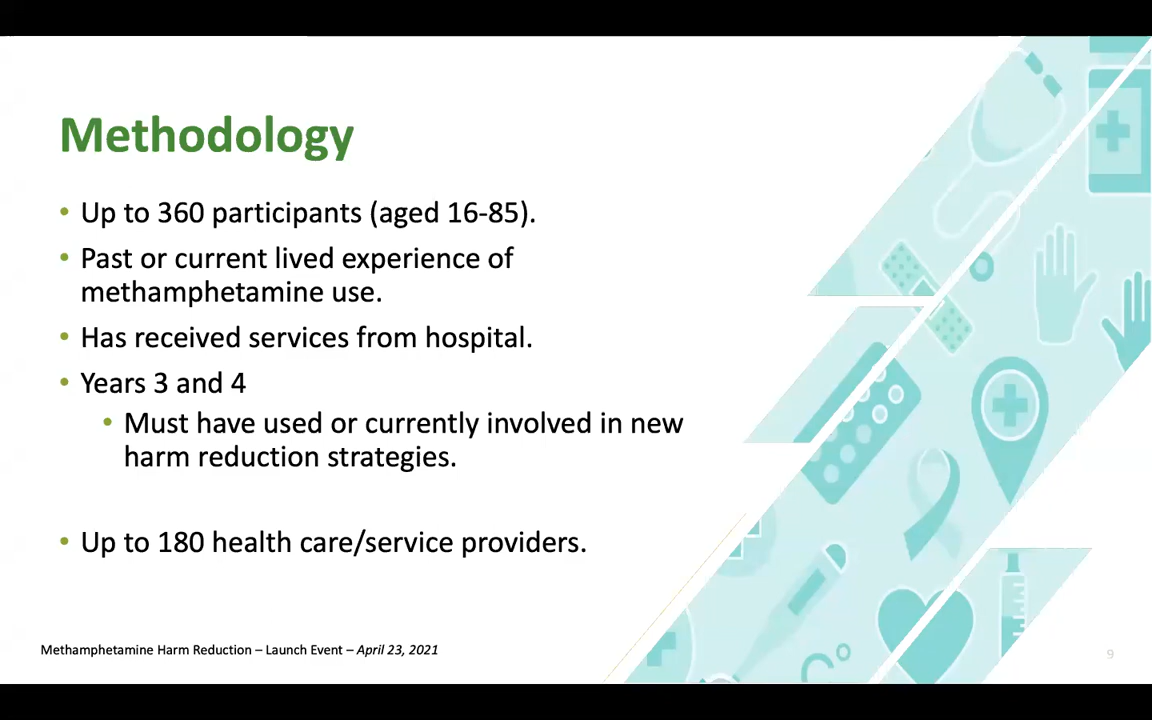 Methodology
• Up to 360 participants (aged 16-85).
• Past or current lived experience of
methamphetamine use.
• Has received services from hospital.
• Years 3 and 4
• Must have used or currently involved in new
harm reduction strategies.
• Up to 180 health care/service providers.
Methamphetamine Harm Reduction – Launch Event – April 23, 2021
9